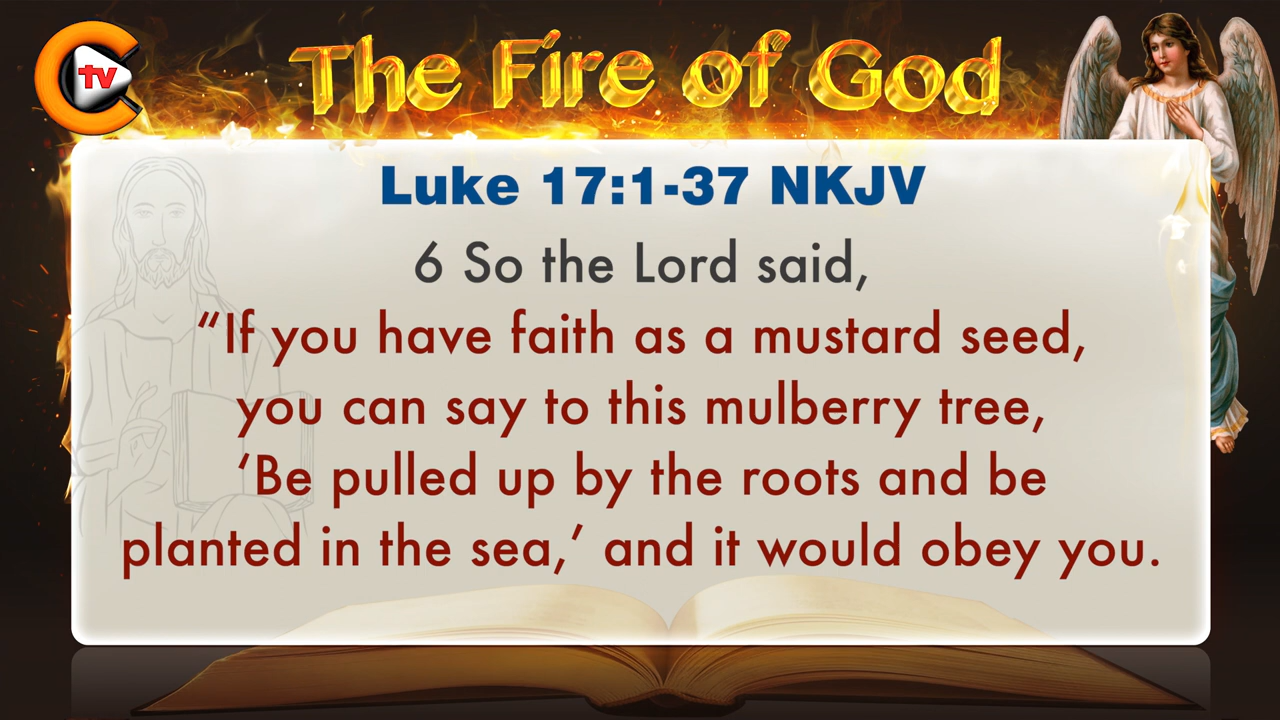 tv
The Fire of God
Luke 17:1-37 NKJV
6 So the Lord said,
“If you have faith as a mustard seed,
you can say to this mulberry tree,
‘Be pulled up by the roots and be
planted in the sea,’ and it would obey you.